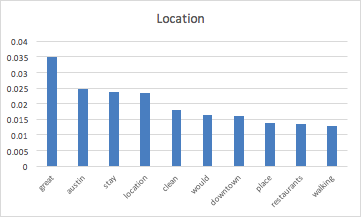 Location
0.04
0.035
0.03
0.025
0.02
0.015
0.01
0.005
0
great
austin
stay
location
clean
would
downtown
place
restaurants
walking